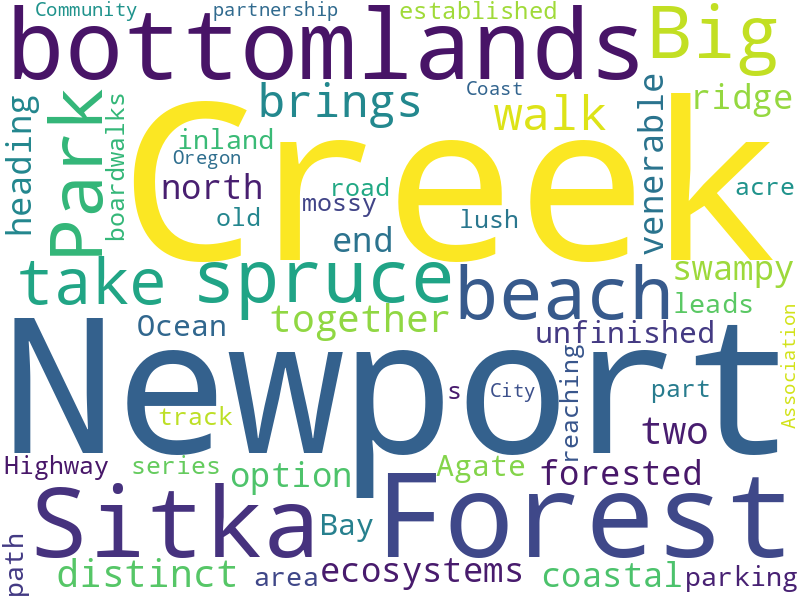 Community partnership established
bottomlands Big
brings Coast walk ridge
heading Park boardwalks inland Creek venerable
Oregon
north road acre
old mossy lush
end
take spruce beach swampy
leads
Ocean together unfinished
Newport Association
reaching
s City part
track two
Highway series option Agate forested
Sitka Forest
Bay
path distinct area ecosystems coastal parking